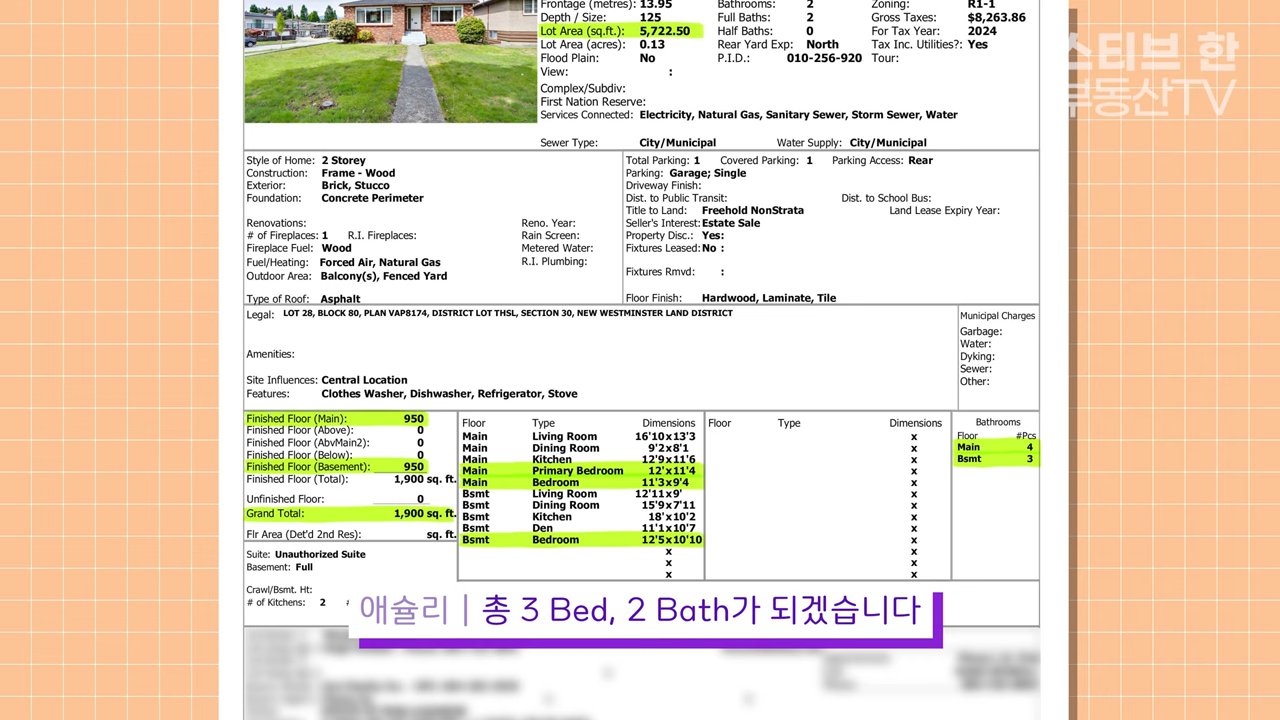 Frontage (metres): 13.95 Bathrooms: 2 Zoning: R1-1
Depth / Size: 125 Full Baths: 2 Gross Taxes: $8,263.86
Lot Area (sq.ft.): 5,722.50 Half Baths: 0 For Tax Year: 2024
Lot Area (acres): 0.13 Rear Yard Exp: North Tax Inc. Utilities?: Yes
Flood Plain: No P.I.D.: 010-256-920 Tour:
View: :
Complex/Subdiv:
First Nation Reserve:
Services Connected: Electricity, Natural Gas, Sanitary Sewer, Storm Sewer, Water
Sewer Type: City/Municipal Water Supply: City/Municipal
스티브 한
부동산TV
Style of Home: 2 Storey
Construction: Frame - Wood
Exterior: Brick, Stucco
Foundation: Concrete Perimeter
Renovations: Reno. Year:
# of Fireplaces: 1 R.I. Fireplaces: Rain Screen:
Fireplace Fuel: Wood Metered Water:
Fuel/Heating: Forced Air, Natural Gas R.I. Plumbing:
Outdoor Area: Balcony(s), Fenced Yard
Type of Roof: Asphalt
Total Parking: 1 Covered Parking: 1 Parking Access: Rear
Parking: Garage; Single
Driveway Finish:
Dist. to Public Transit: Dist. to School Bus:
Title to Land: Freehold NonStrata Land Lease Expiry Year:
Seller's Interest: Estate Sale
Property Disc.: Yes:
Fixtures Leased: No :
Fixtures Rmvd: :
Floor Finish: Hardwood, Laminate, Tile
Legal: LOT 28, BLOCK 80, PLAN VAP8174, DISTRICT LOT THSL, SECTION 30, NEW WESTMINSTER LAND DISTRICT
Amenities:
Site Influences: Central Location
Features: Clothes Washer, Dishwasher, Refrigerator, Stove
Municipal Charges
Garbage:
Water:
Dyking:
Sewer:
Other:
Finished Floor (Main): 950
Finished Floor (Above): 0
Finished Floor (AbvMain2): 0
Finished Floor (Below): 0
Finished Floor (Basement): 950
Finished Floor (Total): 1,900 sq. ft.
Unfinished Floor: 0
Grand Total: 1,900 sq. ft.
Flr Area (Det'd 2nd Res): sq. ft.
Suite: Unauthorized Suite
Basement: Full
Crawl/Bsmt. Ht:
# of Kitchens: 2 #
Floor Type Dimensions
Main Living Room 16'10x13'3
Main Dining Room 9'2x8'1
Main Kitchen 12'9x11'6
Main Primary Bedroom 12'x11'4
Main Bedroom 11'3x9'4
Bsmt Living Room 12'11x9'
Bsmt Dining Room 15'9x7'11
Bsmt Kitchen 18'x10'2
Bsmt Den 11'1x10'7
Bsmt Bedroom 12'5x10'10
x
x
x
Floor Type Dimensions
x
x
x
x
x
x
x
x
x
x
x
x
x
Bathrooms
Floor #Pcs
Main 4
Bsmt 3
애슐리 | 총 3 Bed, 2 Bath가 되겠습니다